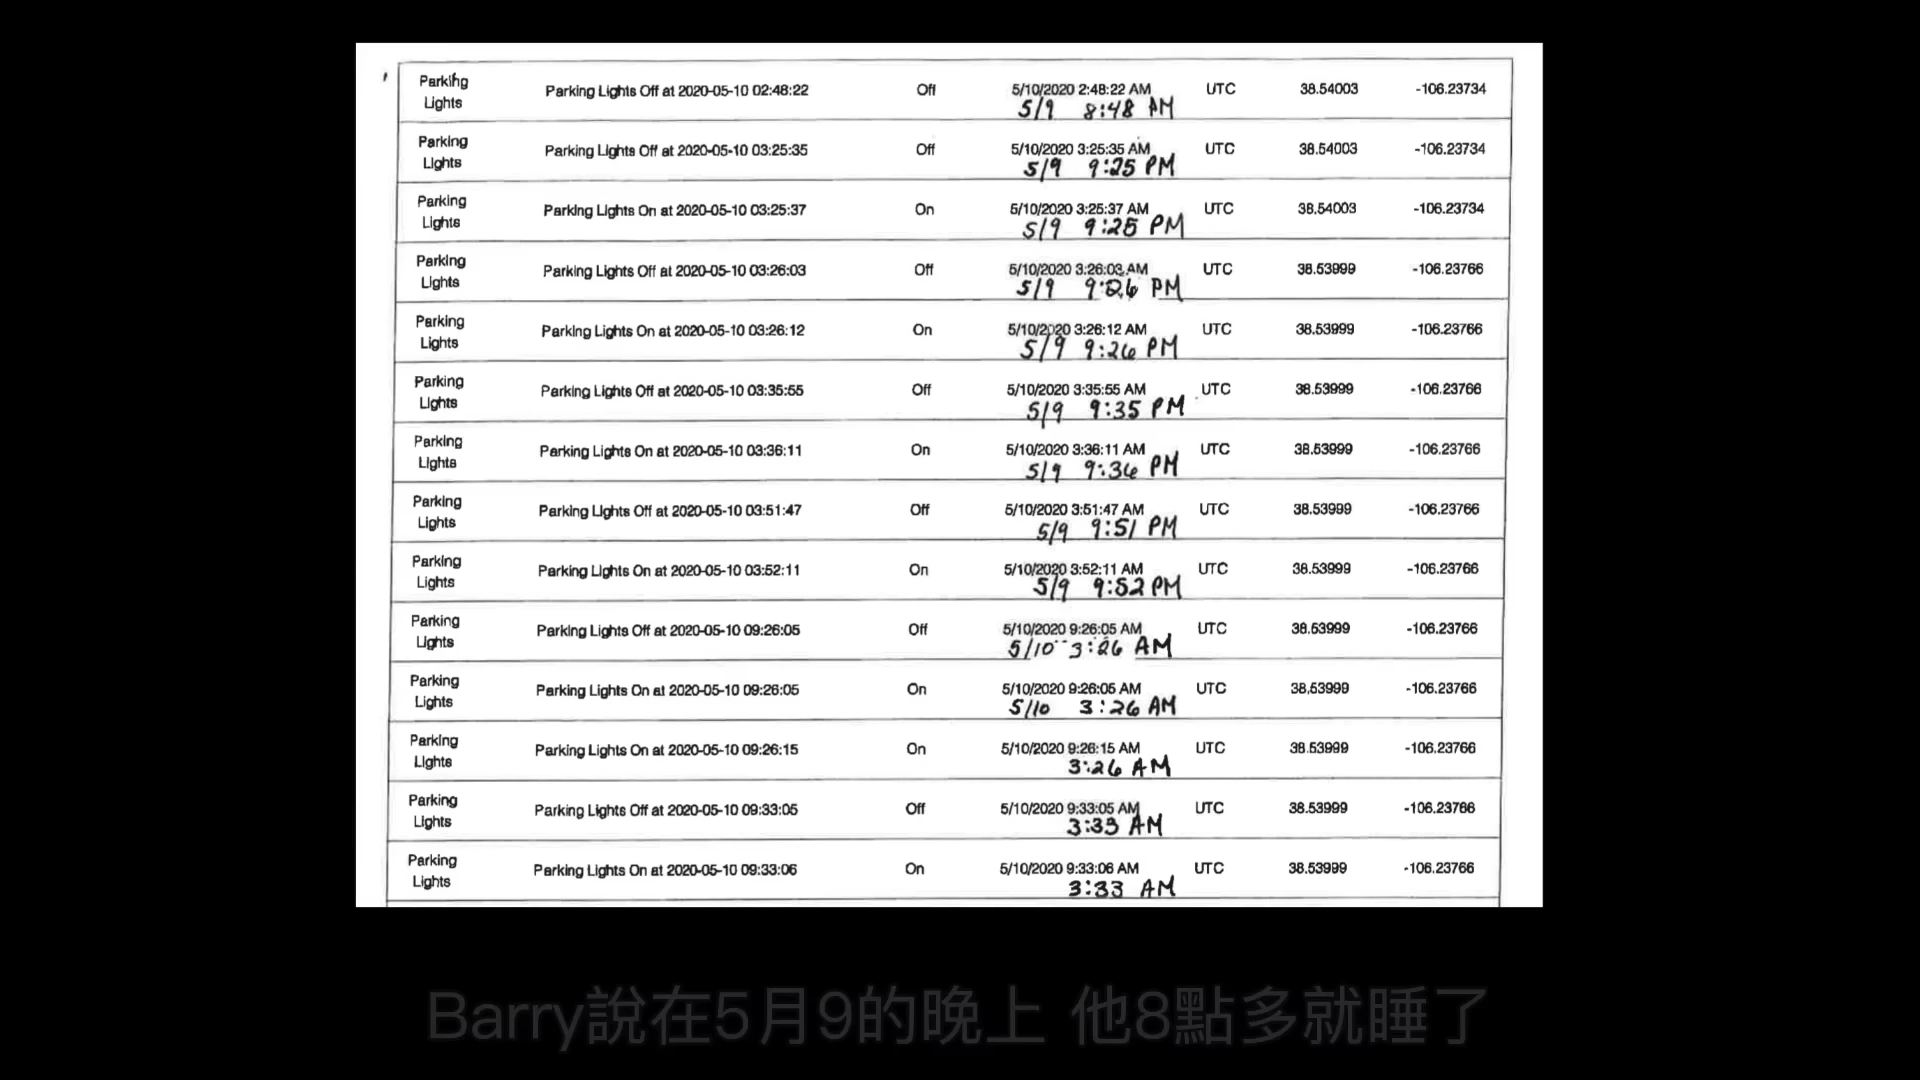 Parking Lights Parking Lights Off at 2020-05-10 02:48:22 Off 5/10/2020 2:48:22 AM UTC 38.54003 -106.23734
5/9 8:48 AM
Parking Lights Parking Lights Off at 2020-05-10 03:25:35 Off 5/10/2020 3:25:35 AM UTC 38.54003 -106.23734
5/9 9:25 PM
Parking Lights Parking Lights On at 2020-05-10 03:25:37 On 5/10/2020 3:25:37 AM UTC 38.54003 -106.23734
5/9 9:25 PM
Parking Lights Parking Lights Off at 2020-05-10 03:26:03 Off 5/10/2020 3:26:03 AM UTC 38.53999 -106.23766
5/9 9:26 PM
Parking Lights Parking Lights On at 2020-05-10 03:26:12 On 5/10/2020 3:26:12 AM UTC 38.53999 -106.23766
5/9 9:26 PM
Parking Lights Parking Lights Off at 2020-05-10 03:35:55 Off 5/10/2020 3:35:55 AM UTC 38.53999 -106.23766
5/9 9:35 PM
Parking Lights Parking Lights On at 2020-05-10 03:36:11 On 5/10/2020 3:36:11 AM UTC 38.53999 -106.23766
5/9 9:36 PM
Parking Lights Parking Lights Off at 2020-05-10 03:51:47 Off 5/10/2020 3:51:47 AM UTC 38.53999 -106.23766
5/9 9:51 PM
Parking Lights Parking Lights On at 2020-05-10 03:52:11 On 5/10/2020 3:52:11 AM UTC 38.53999 -106.23766
5/9 9:52 PM
Parking Lights Parking Lights Off at 2020-05-10 09:26:05 Off 5/10/2020 9:26:05 AM UTC 38.53999 -106.23766
5/10 3:26 AM
Parking Lights Parking Lights On at 2020-05-10 09:26:05 On 5/10/2020 9:26:05 AM UTC 38.53999 -106.23766
5/10 3:26 AM
Parking Lights Parking Lights On at 2020-05-10 09:26:15 On 5/10/2020 9:26:15 AM UTC 38.53999 -106.23766
3:26 AM
Parking Lights Parking Lights Off at 2020-05-10 09:33:05 Off 5/10/2020 9:33:05 AM UTC 38.53999 -106.23766
3:33 AM
Parking Lights Parking Lights On at 2020-05-10 09:33:06 On 5/10/2020 9:33:06 AM UTC 38.53999 -106.23766
3:33 AM
Barry說在5月9的晚上 他8點多就睡了